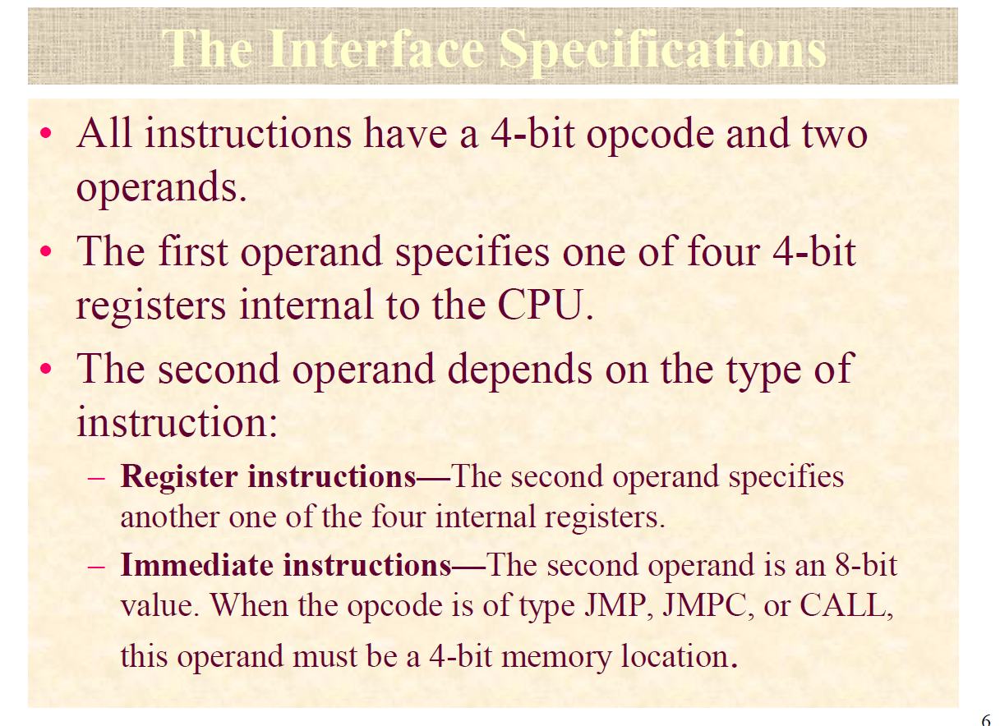 The Interface Specifications
• All instructions have a 4-bit opcode and two
operands.
• The first operand specifies one of four 4-bit
registers internal to the CPU.
• The second operand depends on the type of
instruction:
– Register instructions—The second operand specifies
another one of the four internal registers.
– Immediate instructions—The second operand is an 8-bit
value. When the opcode is of type JMP, JMPC, or CALL,
this operand must be a 4-bit memory location.
6